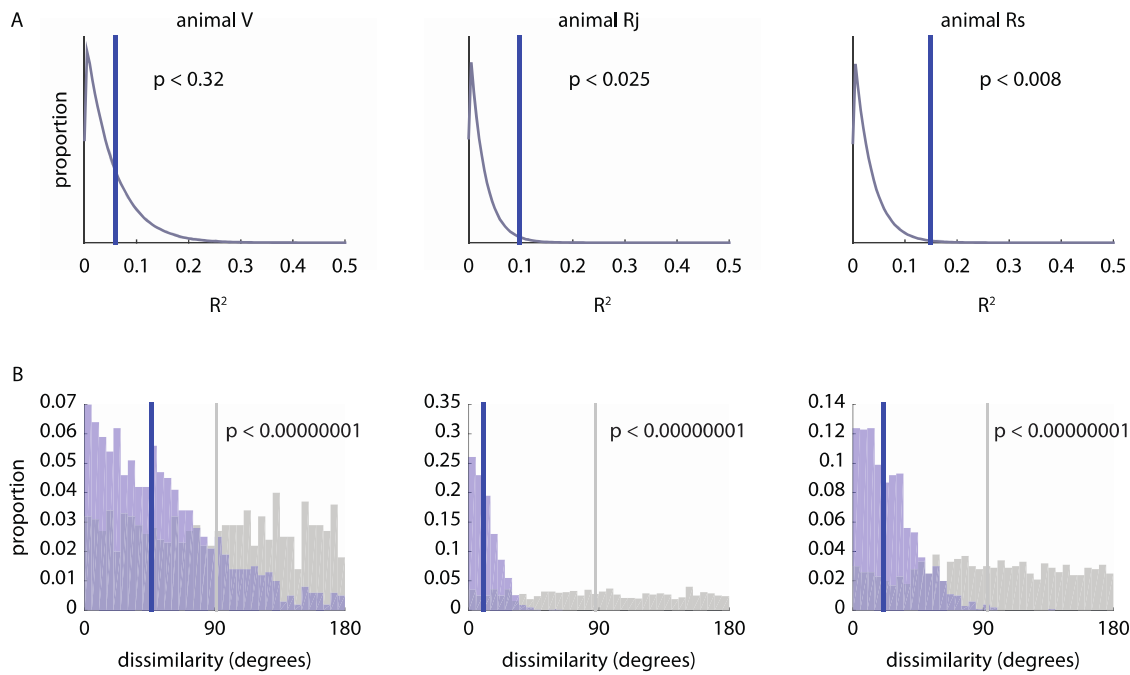 A
animal V
animal Rj
animal Rs
p < 0.32
p < 0.025
p < 0.008
proportion
0 0.1 0.2 0.3 0.4 0.5
0 0.1 0.2 0.3 0.4 0.5
0 0.1 0.2 0.3 0.4 0.5
R²
R²
R²
B
0.07
0.06
0.05
0.04
0.03
0.02
0.01
0
proportion
p < 0.00000001
0 90 180
dissimilarity (degrees)
0.35
0.3
0.25
0.2
0.15
0.1
0.05
0
p < 0.00000001
0 90 180
dissimilarity (degrees)
0.14
0.12
0.1
0.08
0.06
0.04
0.02
0
p < 0.00000001
0 90 180
dissimilarity (degrees)